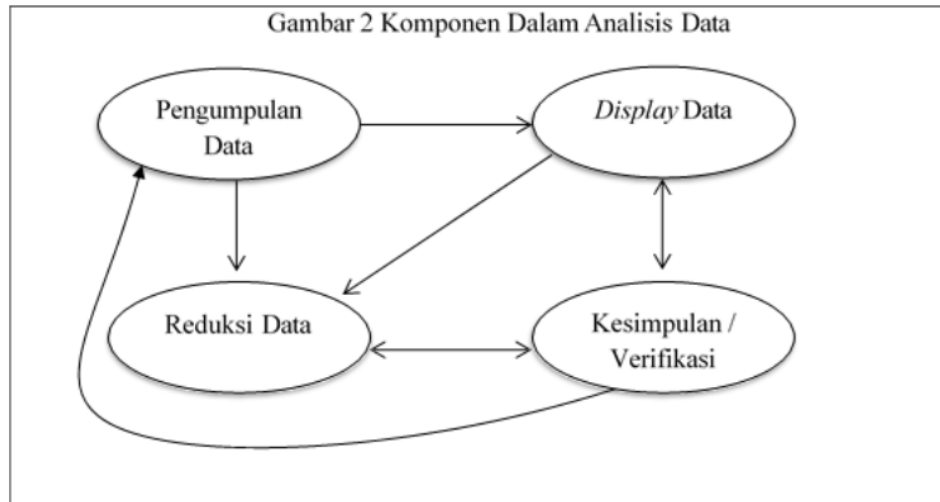 Gambar 2 Komponen Dalam Analisis Data
Pengumpulan
Data
Display Data
Reduksi Data
Kesimpulan /
Verifikasi